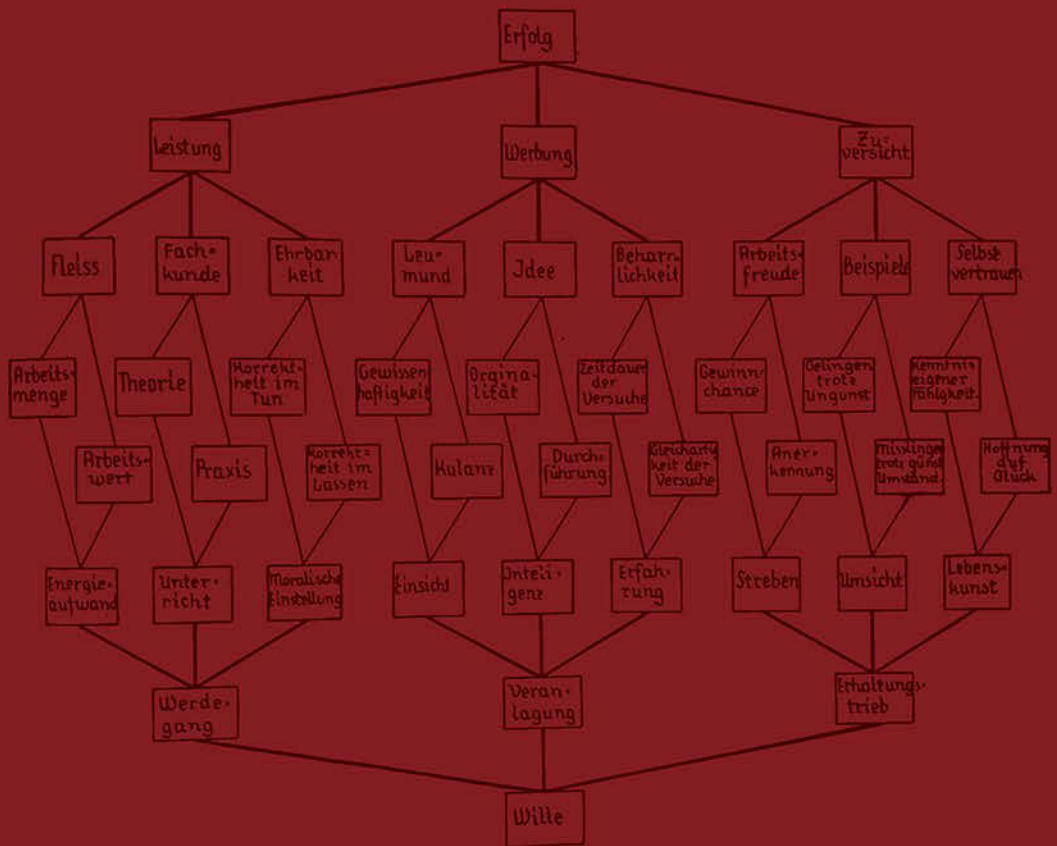 Erfolg
Leistung
Werbung
Zu=
versicht
Fleiss
Fach=
kunde
Ehrbar=
keit
Leu=
mund
Idee
Beharr=
lichkeit
Arbeits=
freude
Beispiele
Selbst
vertrauen
Arbeits=
menge
Theorie
Korrekt=
heit im
Tun
Gewissen
haftigkeit
Orgina=
lität
Zeitdauer
der
Versuche
Gewinn=
chance
Gelingen
trotz
Ungunst
Kenntnis
eigener
Fähigkeit.
Arbeits=
wert
Praxis
Korrekt=
heit im
Lassen
Kulanz
Durch=
führung
Gleicharty
keit der
Versuche
Aner=
kennung
Misslingen
trotz günst
Umständ.
Hoffnung
auf
Glück
Energie=
aufwand
Unter=
richt
Moralische
Einstellung
Einsicht
Inteli=
genz
Erfah=
rung
Streben
Umsicht
Lebens=
kunst
Werde=
gang
Veran=
lagung
Erhaltungs=
trieb
Wille